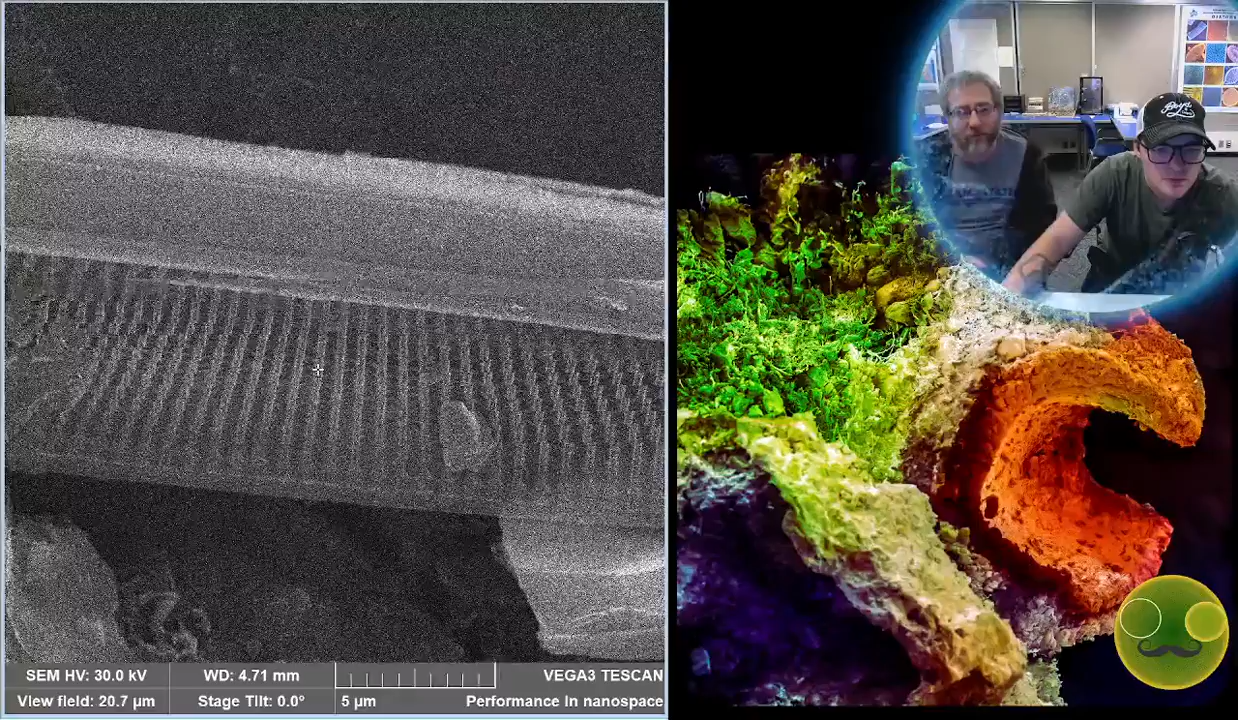 SEM HV: 30.0 kV
WD: 4.71 mm
VEGA3 TESCAN
View field: 20.7 µm
Stage Tilt: 0.0°
5 µm
Performance in nanospace